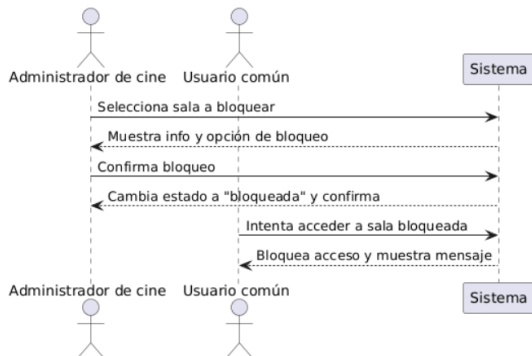 Administrador de cine Usuario común Sistema
Selecciona sala a bloquear
Muestra info y opción de bloqueo
Confirma bloqueo
Cambia estado a "bloqueada" y confirma
Intenta acceder a sala bloqueada
Bloquea acceso y muestra mensaje
Administrador de cine Usuario común Sistema